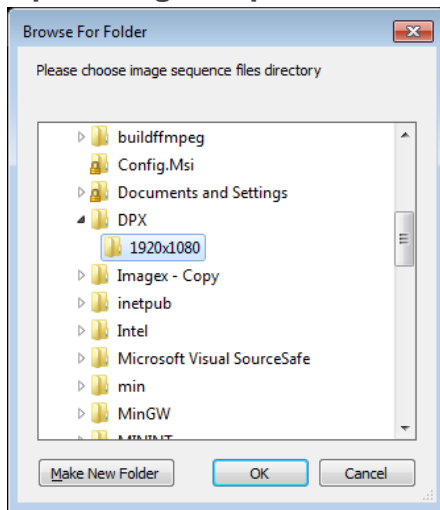 Browse For Folder
Please choose image sequence files directory
buildffmpeg
Config.Msi
Documents and Settings
DPX
1920x1080
Imagex - Copy
inetpub
Intel
Microsoft Visual SourceSafe
min
MinGW
Make New Folder
OK
Cancel